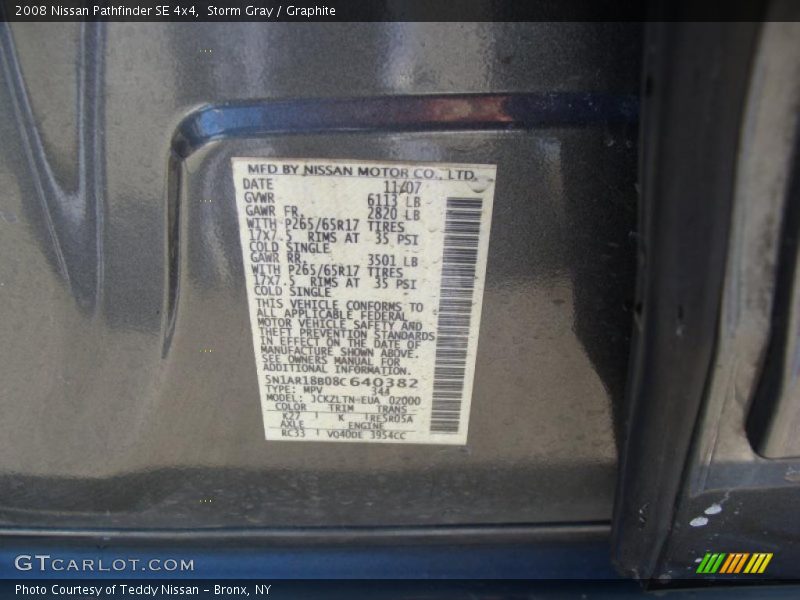 2008 Nissan Pathfinder SE 4x4,  Storm Gray / Graphite
MFD BY NISSAN MOTOR CO., LTD.
DATE 11/07
GVWR 6113 LB
GAWR FR. 2820 LB
WITH P265/65R17 TIRES
17X7.5 RIMS AT 35 PSI
COLD SINGLE
GAWR RR. 3501 LB
WITH P265/65R17 TIRES
17X7.5 RIMS AT 35 PSI
COLD SINGLE
THIS VEHICLE CONFORMS TO
ALL APPLICABLE FEDERAL
MOTOR VEHICLE SAFETY AND
THEFT PREVENTION STANDARDS
IN EFFECT ON THE DATE OF
MANUFACTURE SHOWN ABOVE.
SEE OWNERS MANUAL FOR
ADDITIONAL INFORMATION.
5N1AR18B08C640382
TYPE: MPV 344
MODEL: JCKZLTN-EUA 02000
COLOR TRIM TRANS
K27 K RE5R05A
AXLE ENGINE
RC33 VQ40DE 3954CC
GTCARLOT.COM
Photo Courtesy of Teddy Nissan - Bronx, NY